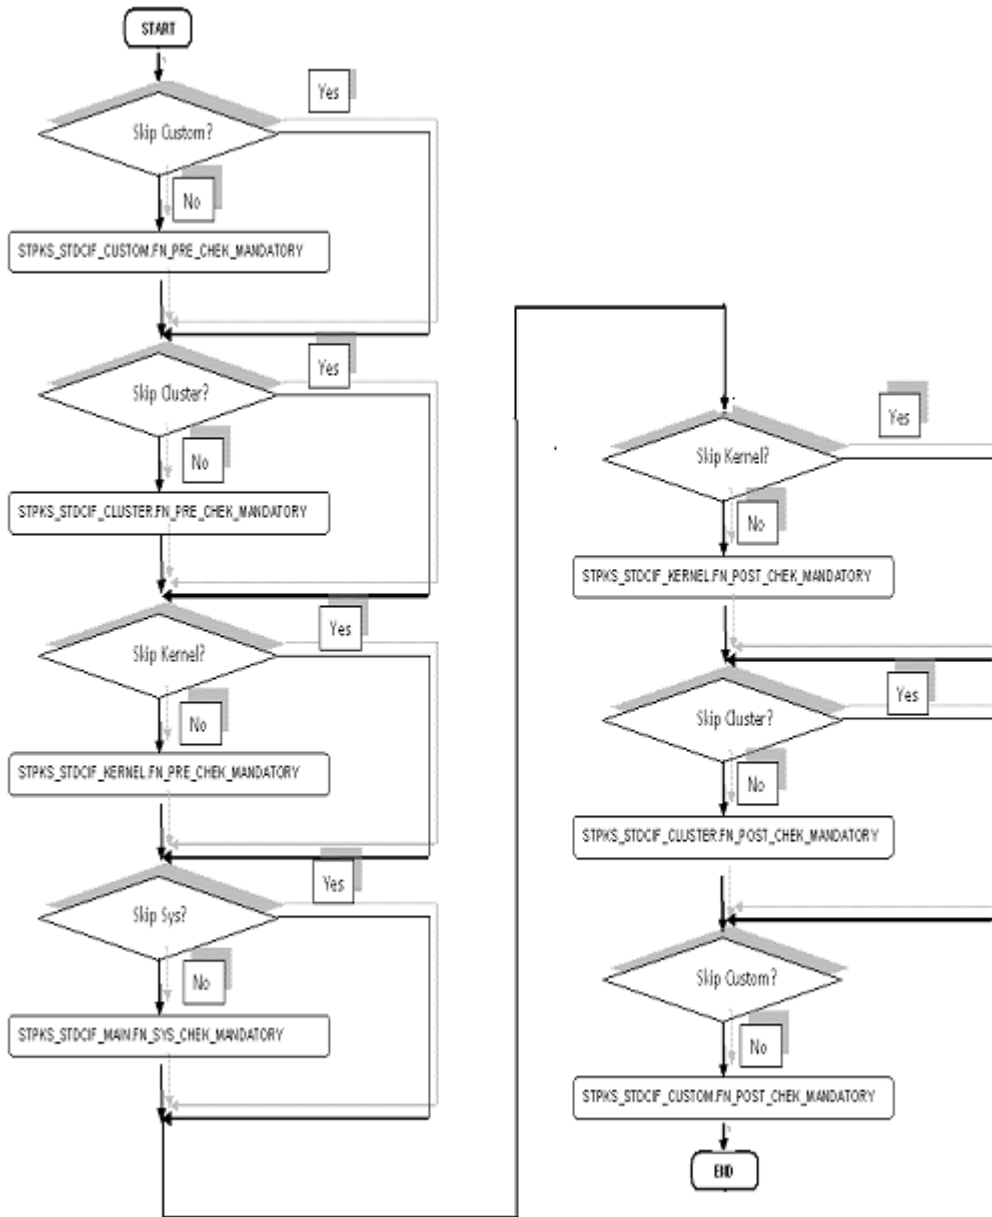 START
Yes
Skip Custom?
No
STPKS_STDCIF_CUSTOM.FN_PRE_CHEK_MANDATORY
Yes
Skip Cluster?
No
STPKS_STDCIF_CLUSTER.FN_PRE_CHEK_MANDATORY
Yes
Skip Kernel?
No
STPKS_STDCIF_KERNEL.FN_PRE_CHEK_MANDATORY
Yes
Skip Sys?
No
STPKS_STDCIF_MAIN.FN_SYS_CHEK_MANDATORY
Yes
Skip Kernel?
No
STPKS_STDCIF_KERNEL.FN_POST_CHEK_MANDATORY
Yes
Skip Cluster?
No
STPKS_STDCIF_CLUSTER.FN_POST_CHEK_MANDATORY
Skip Custom?
No
STPKS_STDCIF_CUSTOM.FN_POST_CHEK_MANDATORY
END